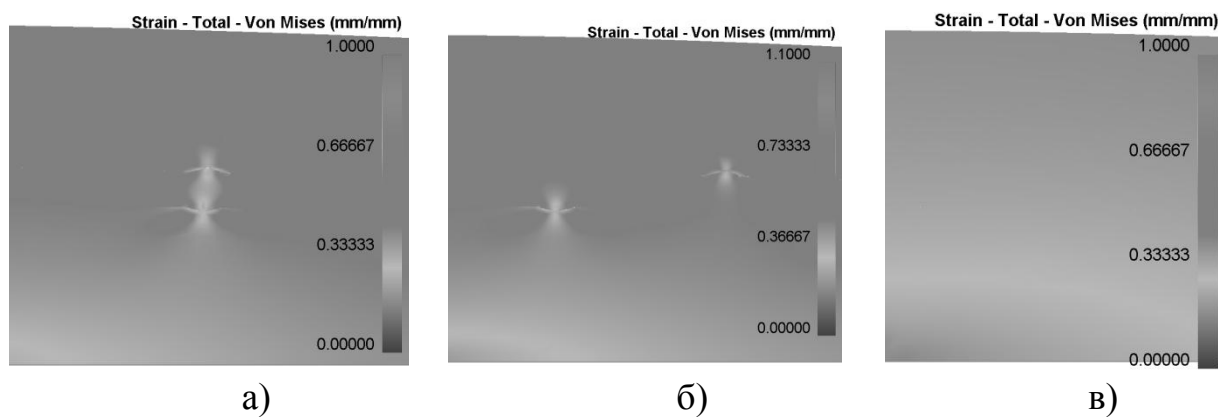 Strain - Total - Von Mises (mm/mm)
1.0000
0.66667
0.33333
0.00000
а)
Strain - Total - Von Mises (mm/mm)
1.1000
0.73333
0.36667
0.00000
б)
Strain - Total - Von Mises (mm/mm)
1.0000
0.66667
0.33333
0.00000
в)